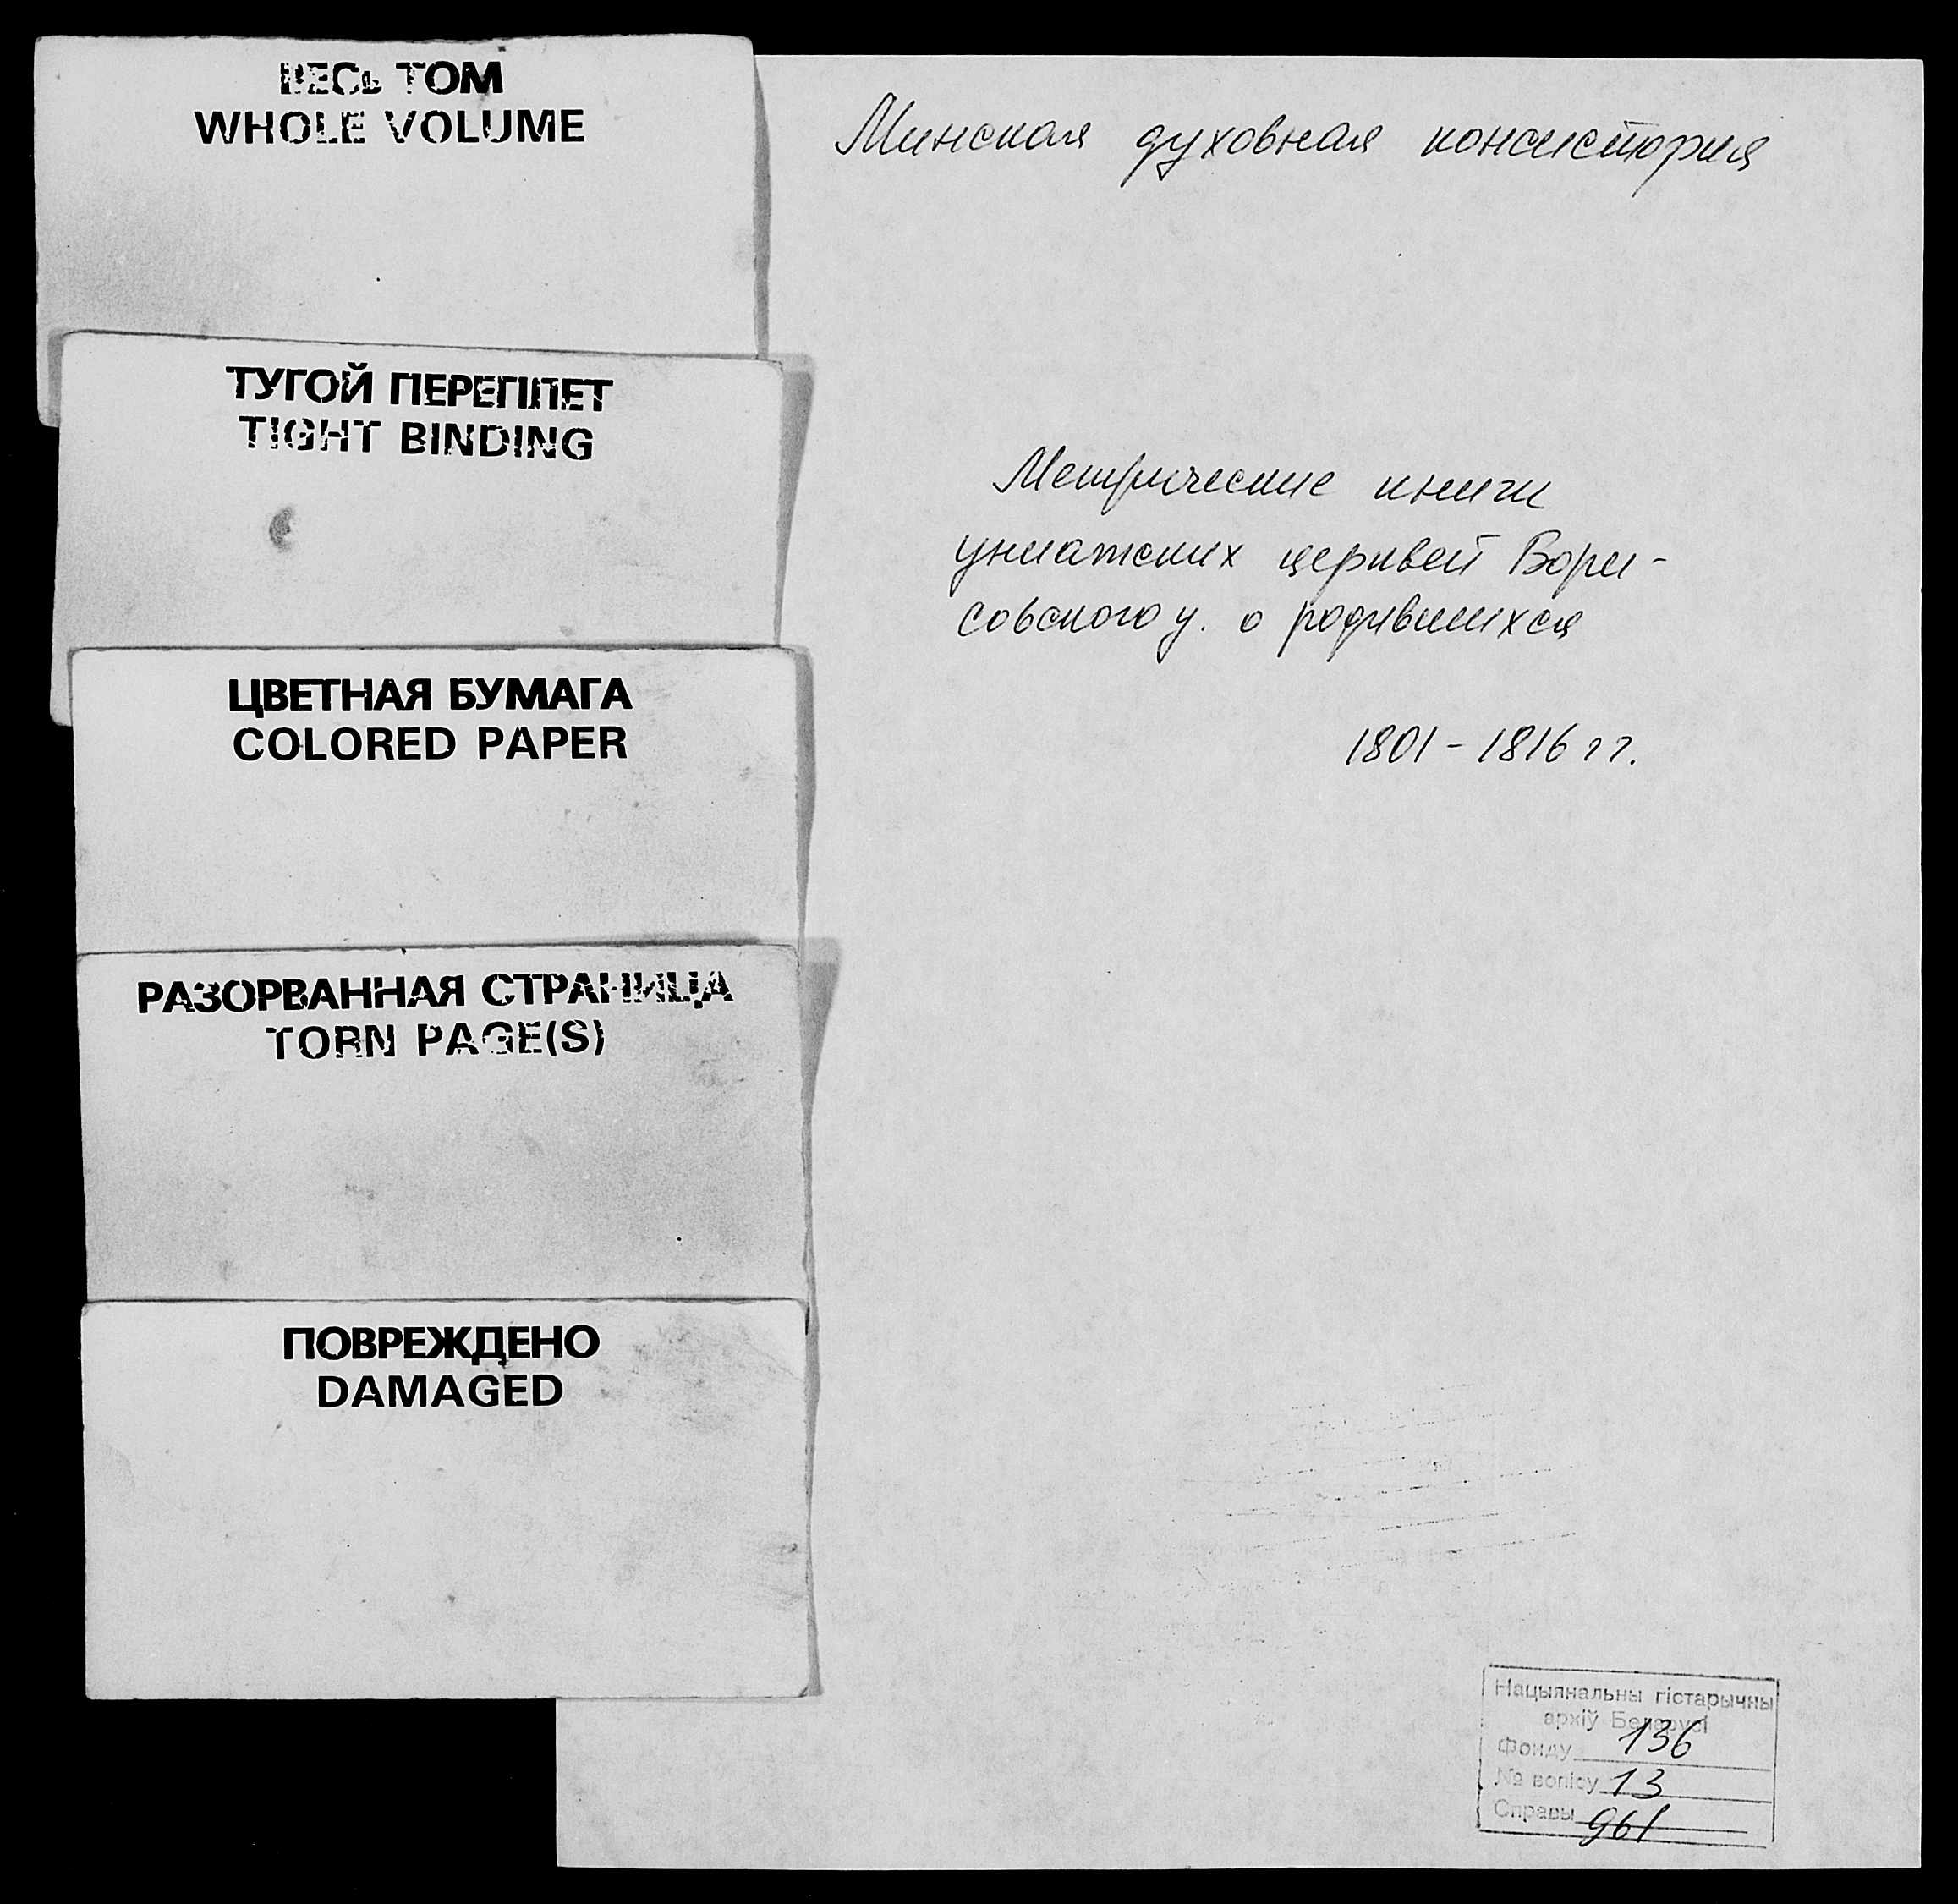 ВЕСЬ ТОМ
WHOLE VOLUME
ТУГОЙ ПЕРЕПЛЕТ
TIGHT BINDING
ЦВЕТНАЯ БУМАГА
COLORED PAPER
РАЗОРВАННАЯ СТРАНИЦА
TORN PAGE(S)
ПОВРЕЖДЕНО
DAMAGED
Минская духовная консистория
Метрические книги
униатских церквей Бори-
совского у. о родившихся
1801-1816 гг.
Нацыянальны гістарычны
архіў Беларусі
Фонду 136
№ вопісу 13
Справы 961